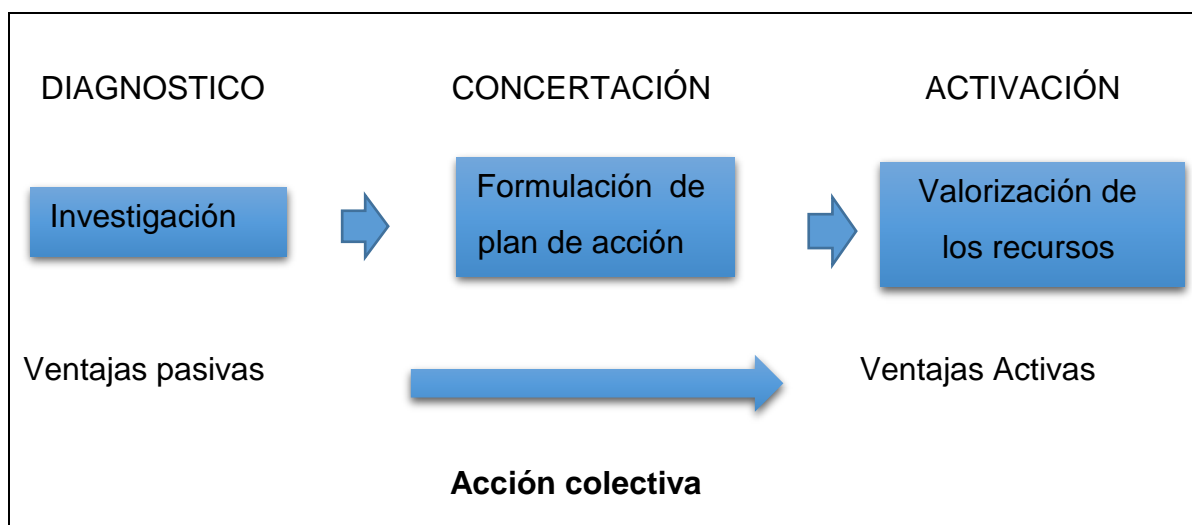 DIAGNOSTICO
CONCERTACIÓN
ACTIVACIÓN
Investigación
Formulación de
plan de acción
Valorización de
los recursos
Ventajas pasivas
Ventajas Activas
Acción colectiva